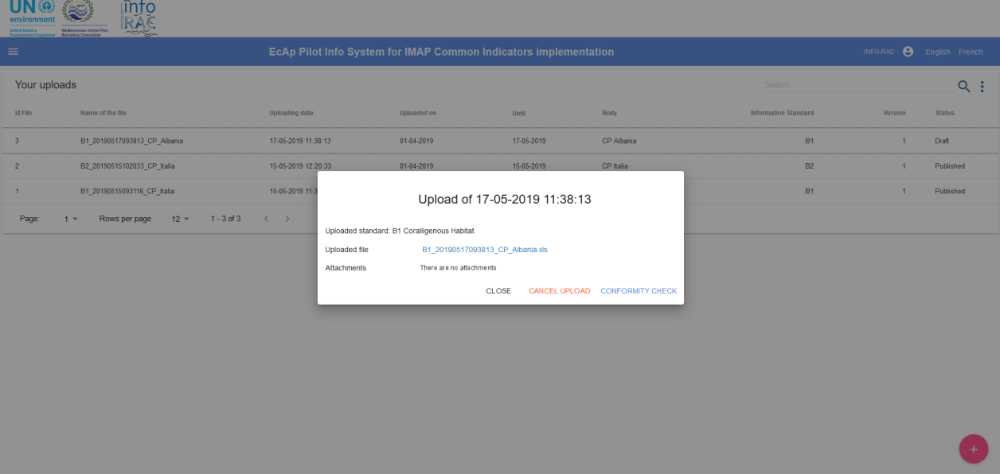 UN
environment
United Nations
Environment Programme
MAP
Mediterranean Action Plan
Barcelona Convention
info
RAC
EcAp Pilot Info System for IMAP Common Indicators implementation
INFO-RAC English French
Your uploads
Search...
Id File Name of the file Uploading date Uploaded on Until Body Information Standard Version Status
3 B1_20190517093813_CP_Albania 17-05-2019 11:38:13 01-04-2019 17-05-2019 CP Albania B1 1 Draft
2 B2_20190515102033_CP_Italia 15-05-2019 12:20:33 01-04-2019 15-05-2019 CP Italia B2 1 Published
1 B1_20190515093116_CP_Italia 15-05-2019 11:3 B1 1 Published
Page: 1 Rows per page 12 1 - 3 of 3 < >
Upload of 17-05-2019 11:38:13
Uploaded standard: B1 Coralligenous Habitat
Uploaded file B1_20190517093813_CP_Albania.xls
Attachments There are no attachments
CLOSE CANCEL UPLOAD CONFORMITY CHECK
+